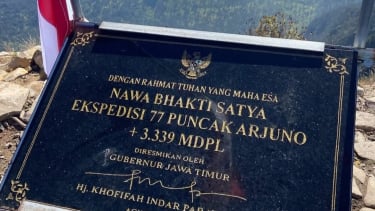 DENGAN RAHMAT TUHAN YANG MAHA ESA
NAWA BHAKTI SATYA
EKSPEDISI 77 PUNCAK ARJUNO
+ 3.339 MDPL
DIRESMIKAN OLEH
GUBERNUR JAWA TIMUR
HJ. KHOFIFAH INDAR PAR